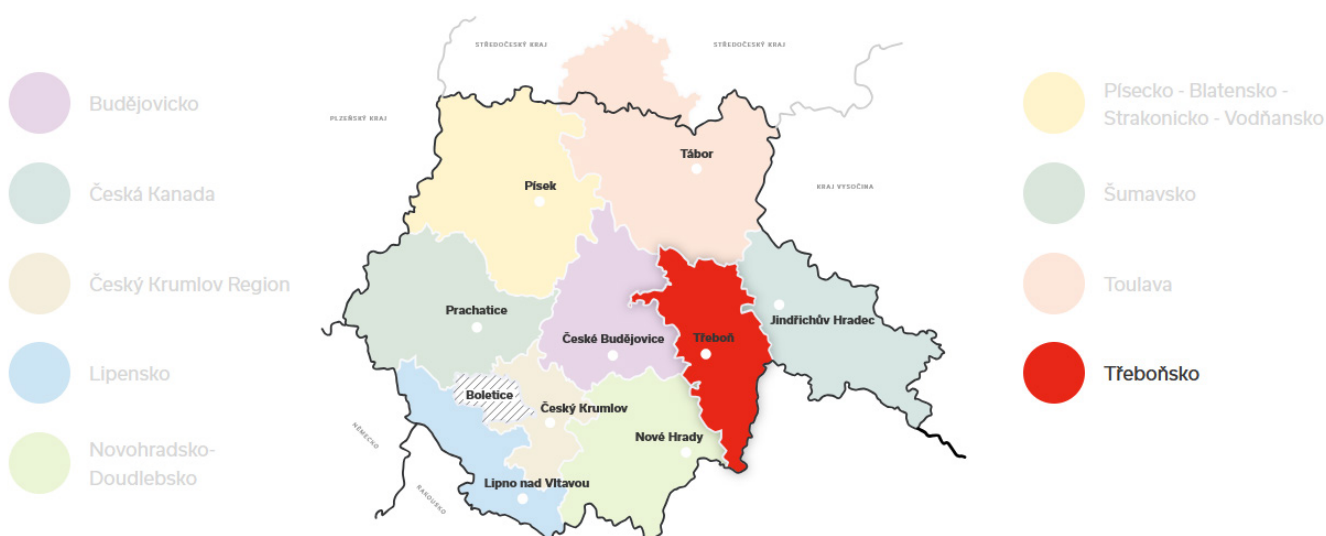 Budějovicko
Česká Kanada
Český Krumlov Region
Lipensko
Novohradsko-
Doudlebsko
STŘEDOČESKÝ KRAJ
STŘEDOČESKÝ KRAJ
PLZEŇSKÝ KRAJ
KRAJ VYSOČINA
Tábor
Písek
Prachatice
České Budějovice
Třeboň
Jindřichův Hradec
Boletice
Český Krumlov
Nové Hrady
Lipno nad Vltavou
NĚMECKO
RAKOUSKO
Písecko - Blatensko -
Strakonicko - Vodňansko
Šumavsko
Toulava
Třeboňsko